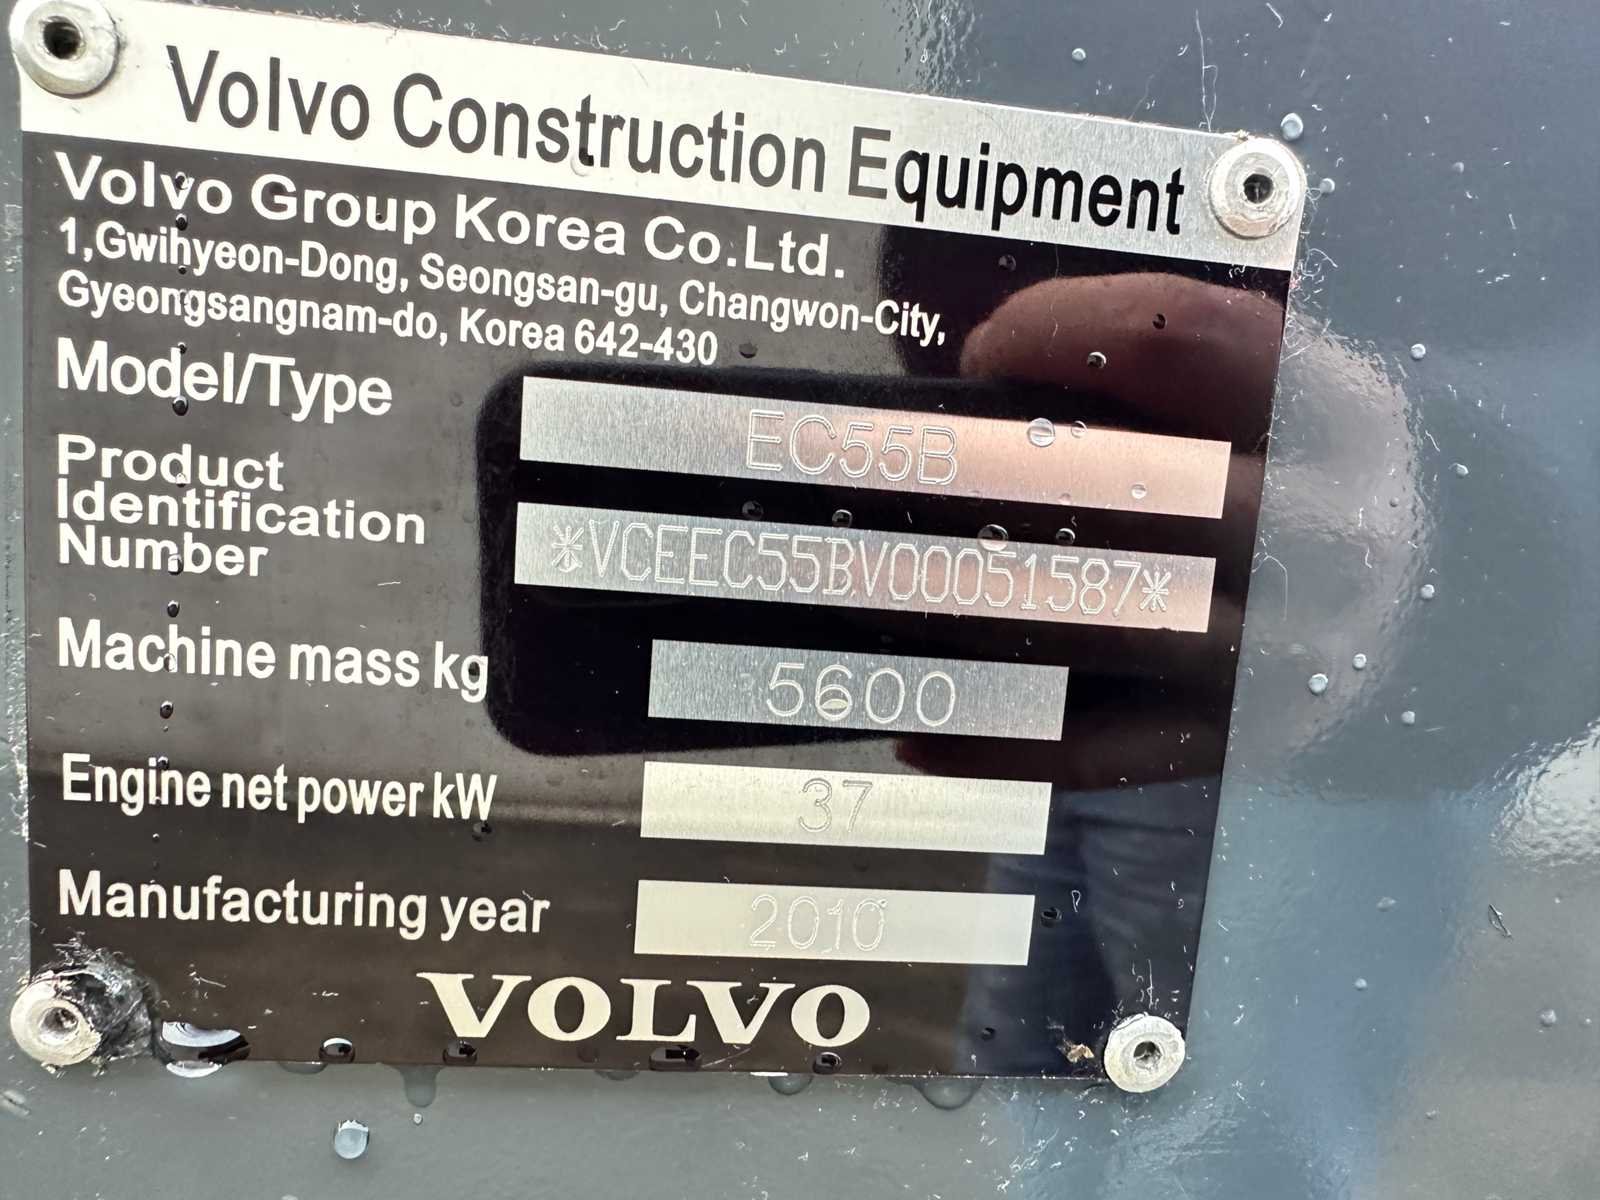 Volvo Construction Equipment
Volvo Group Korea Co.Ltd.
1,Gwihyeon-Dong, Seongsan-gu, Changwon-City,
Gyeongsangnam-do, Korea 642-430
Model/Type EC55B
Product
Identification
Number *VCEEC55BV00051587*
Machine mass kg 5600
Engine net power kW 37
Manufacturing year 2010
VOLVO